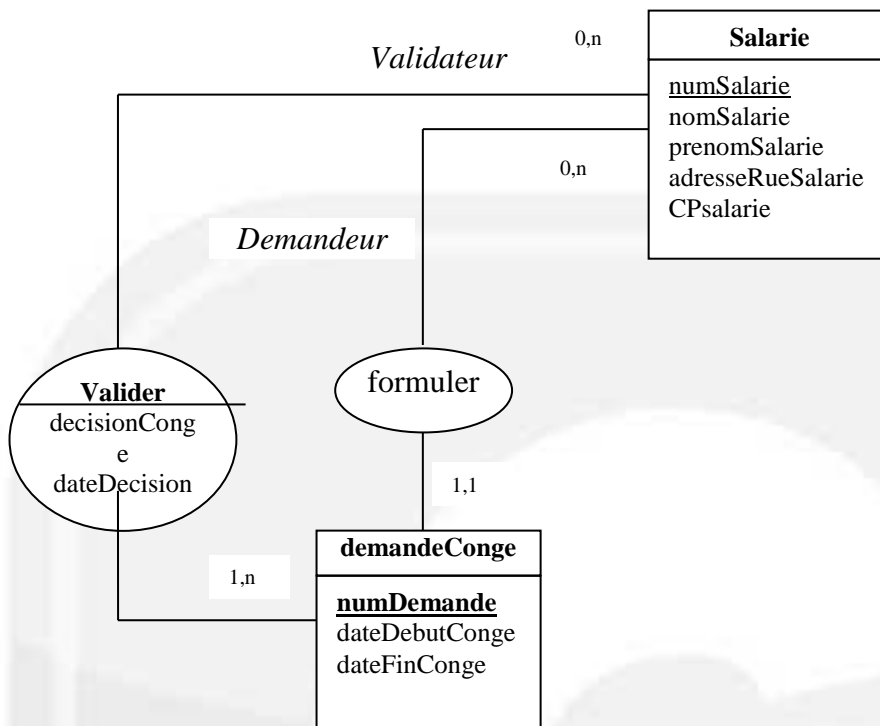 0,n
Salarie
Validateur
numSalarie
nomSalarie
prenomSalarie
adresseRueSalarie
CPsalarie
0,n
Demandeur
Valider
decisionCong
e
dateDecision
formuler
1,1
demandeConge
1,n
numDemande
dateDebutConge
dateFinConge